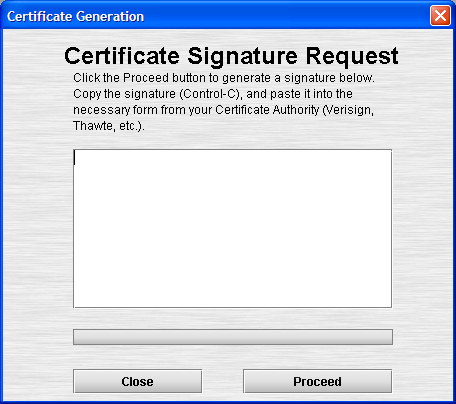 Certificate Generation
Certificate Signature Request
Click the Proceed button to generate a signature below.
Copy the signature (Control-C), and paste it into the
necessary form from your Certificate Authority (Verisign,
Thawte, etc.).
Close
Proceed